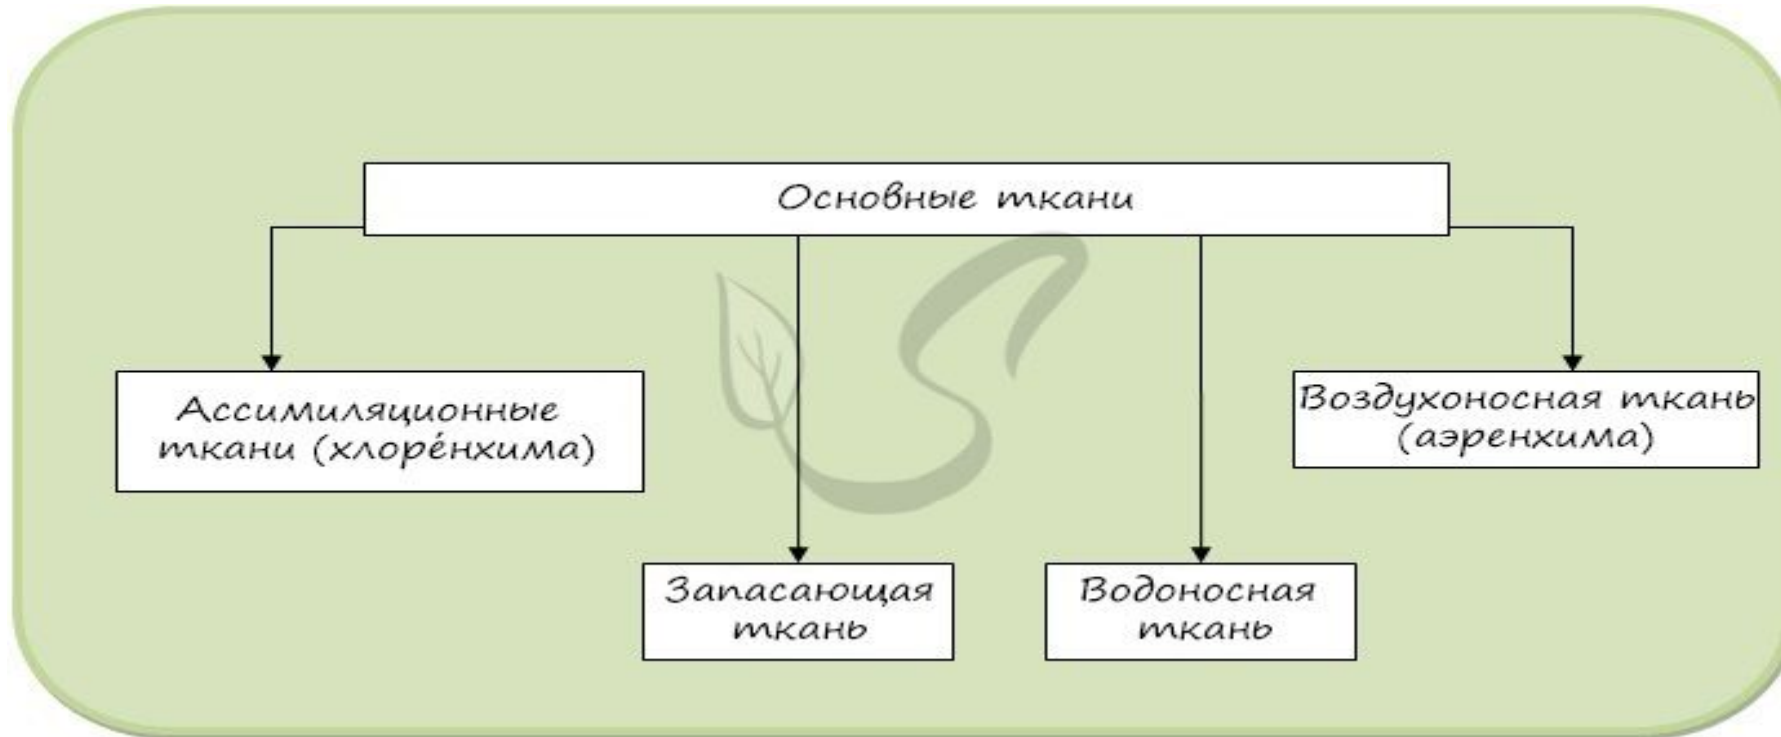 Основные ткани
Ассимиляционные
ткани (хлоре́нхима)
Воздухоносная ткань
(аэренхима)
Запасающая
ткань
Водоносная
ткань